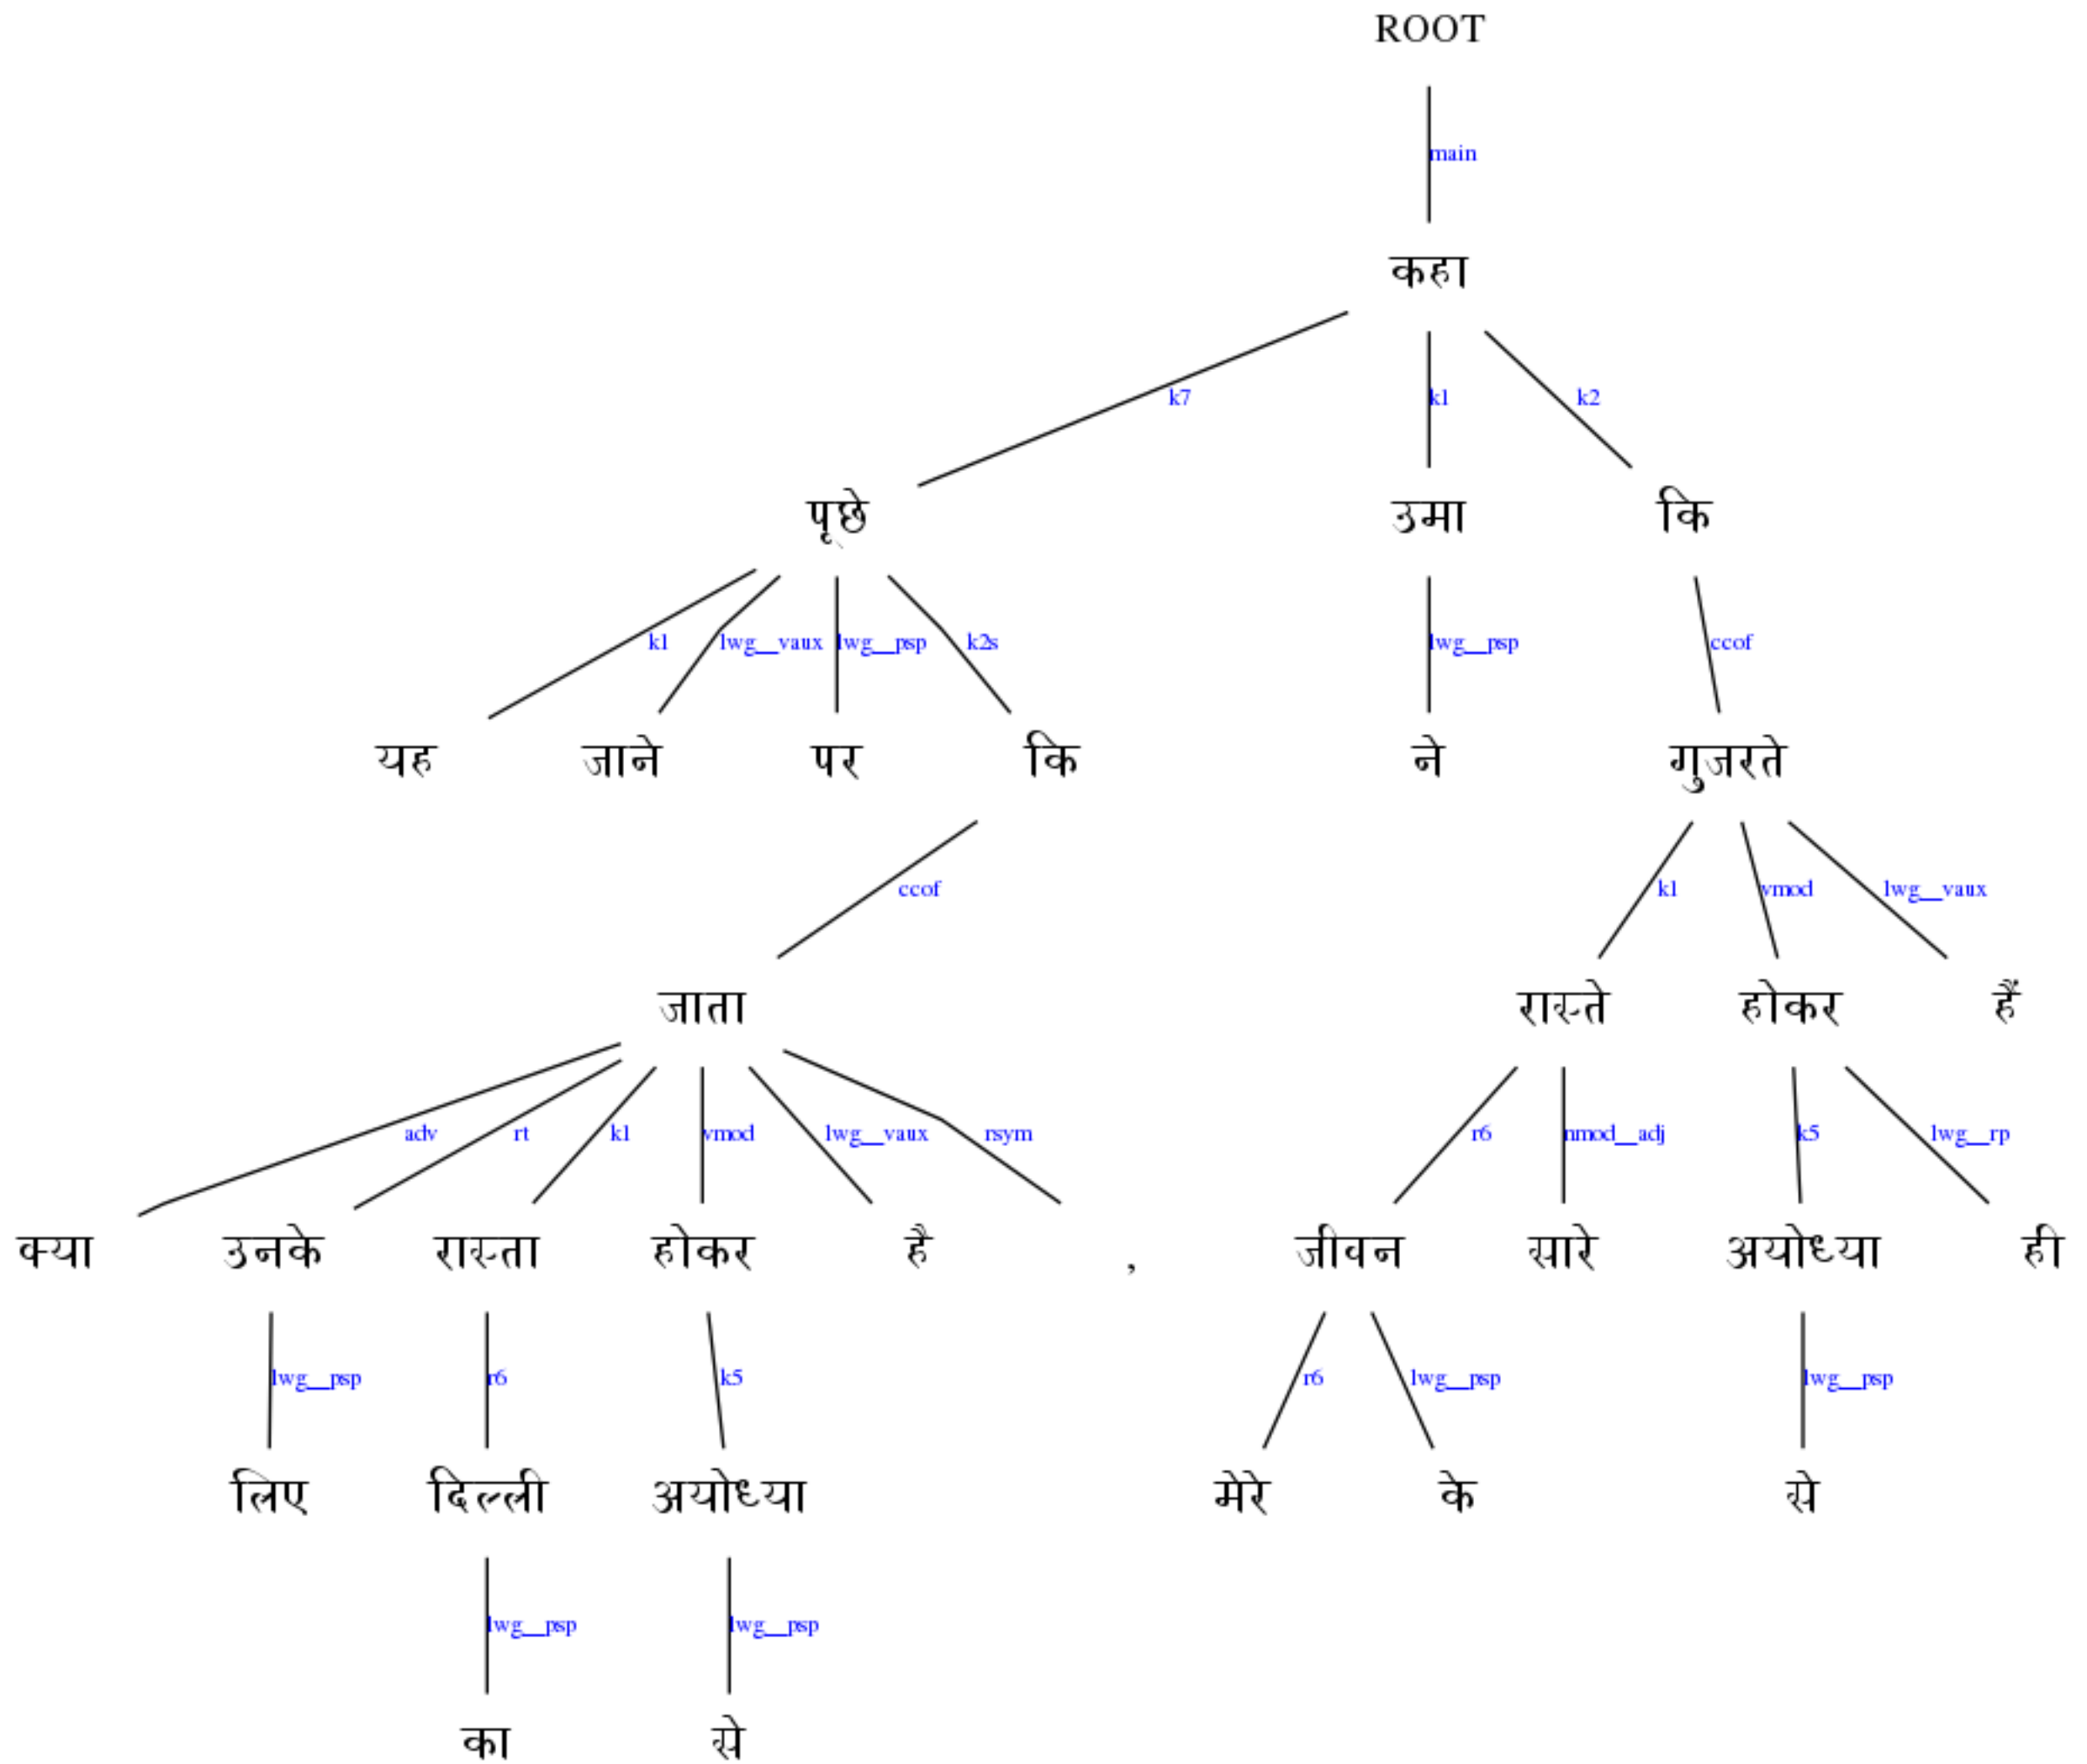 ROOT
main
कहा
k7 k1 k2
पूछे उमा कि
k1 lwg__vaux lwg__psp k2s lwg__psp ccof
यह जाने पर कि ने गुजरते
ccof k1 vmod lwg__vaux
जाता रास्ते होकर हैं
adv rt k1 vmod lwg__vaux rsym r6 nmod__adj k5 lwg__rp
क्या उनके रास्ता होकर है , जीवन सारे अयोध्या ही
lwg__psp r6 k5 r6 lwg__psp lwg__psp
लिए दिल्ली अयोध्या मेरे के से
lwg__psp lwg__psp
का से